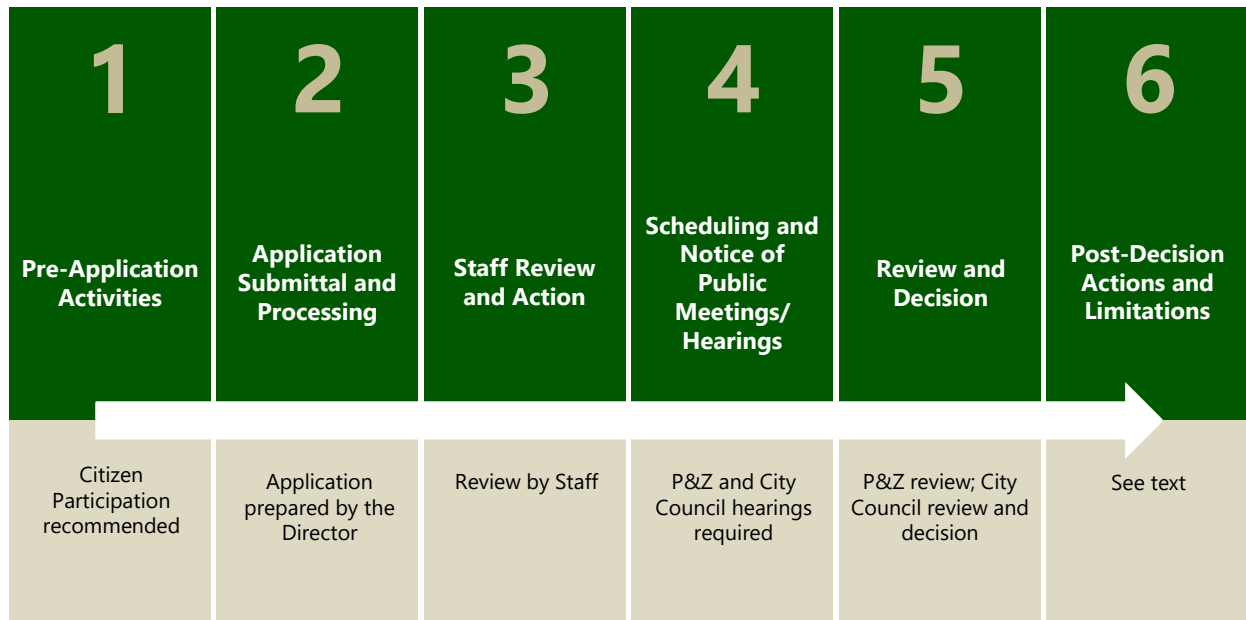 1
Pre-Application
Activities
Citizen
Participation
recommended
2
Application
Submittal and
Processing
Application
prepared by the
Director
3
Staff Review
and Action
Review by Staff
4
Scheduling and
Notice of
Public
Meetings/
Hearings
P&Z and City
Council hearings
required
5
Review and
Decision
P&Z review; City
Council review and
decision
6
Post-Decision
Actions and
Limitations
See text